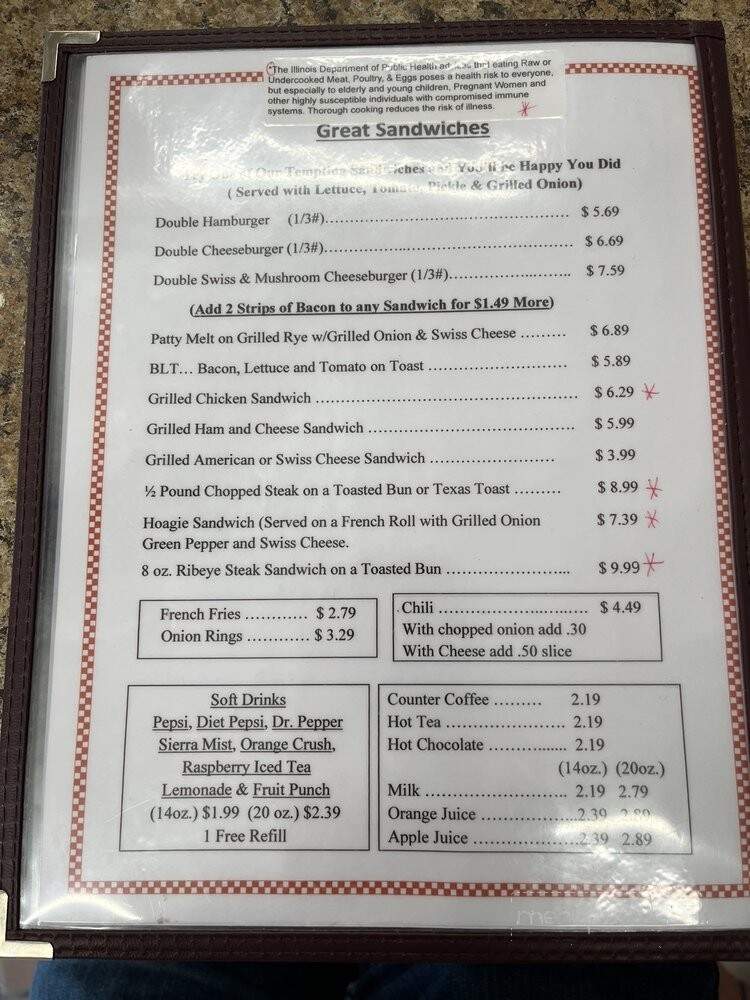 *The Illinois Department of Public Health that eating Raw or
Undercooked Meat, Poultry, & Eggs poses a health risk to everyone,
but especially to elderly and young children, Pregnant Women and
other highly susceptible individuals with compromised immune
systems. Thorough cooking reduces the risk of illness. *
Great Sandwiches
Our Tempting Sandwiches and You'll be Happy You Did
( Served with Lettuce, Tomato, Pickle & Grilled Onion)
Double Hamburger (1/3#)........................................................ $ 5.69
Double Cheeseburger (1/3#)........................................................ $ 6.69
Double Swiss & Mushroom Cheeseburger (1/3#)............................ $ 7.59
(Add 2 Strips of Bacon to any Sandwich for $1.49 More)
Patty Melt on Grilled Rye w/Grilled Onion & Swiss Cheese ......... $ 6.89
BLT... Bacon, Lettuce and Tomato on Toast ............................... $ 5.89
Grilled Chicken Sandwich ........................................................... $ 6.29 *
Grilled Ham and Cheese Sandwich .............................................. $ 5.99
Grilled American or Swiss Cheese Sandwich ............................ $ 3.99
½ Pound Chopped Steak on a Toasted Bun or Texas Toast ......... $ 8.99 *
Hoagie Sandwich (Served on a French Roll with Grilled Onion $ 7.39 *
Green Pepper and Swiss Cheese.
8 oz. Ribeye Steak Sandwich on a Toasted Bun ........................... $ 9.99 *
French Fries ............ $ 2.79
Onion Rings ............ $ 3.29
Chili .................................. $ 4.49
With chopped onion add .30
With Cheese add .50 slice
Soft Drinks
Pepsi, Diet Pepsi, Dr. Pepper
Sierra Mist, Orange Crush,
Raspberry Iced Tea
Lemonade & Fruit Punch
(14oz.) $1.99 (20 oz.) $2.39
1 Free Refill
Counter Coffee ......... 2.19
Hot Tea ...................... 2.19
Hot Chocolate ............... 2.19
(14oz.) (20oz.)
Milk ............................ 2.19 2.79
Orange Juice ...................2.39 2.89
Apple Juice .....................2.39 2.89